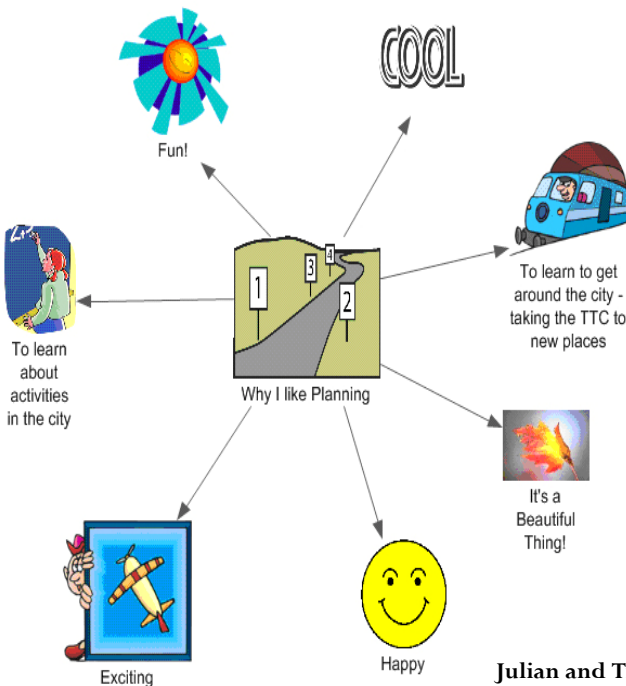 COOL
Fun!
To learn to get
around the city -
taking the TTC to
new places
1
2
3
4
To learn
about
activities
in the city
Why I like Planning
It's a
Beautiful
Thing!
Exciting
Happy
Julian and T